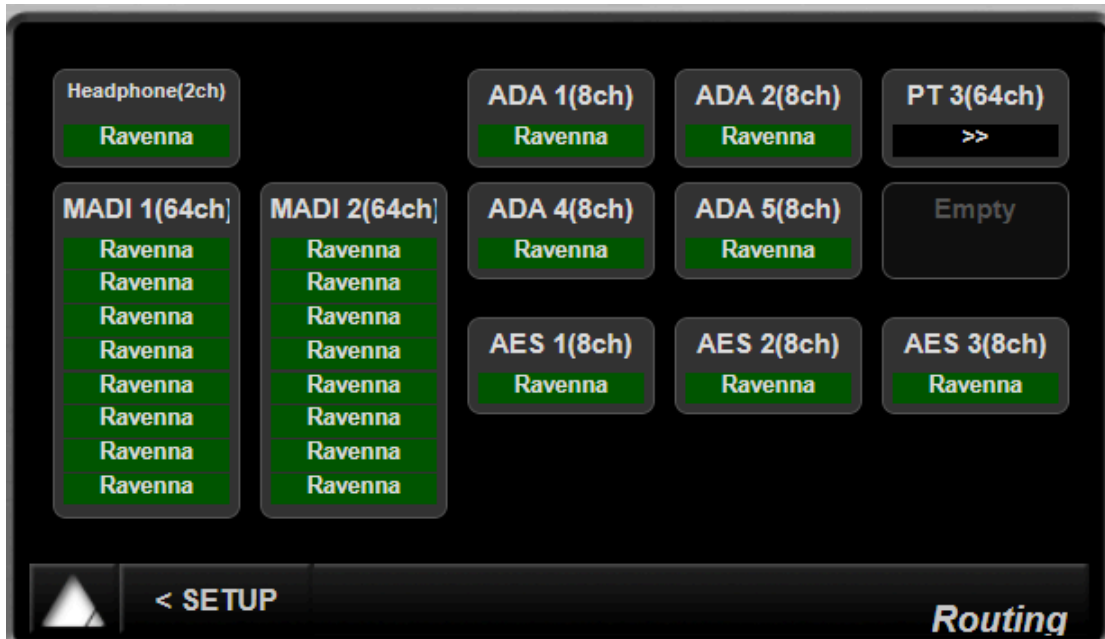 Headphone(2ch)
Ravenna
ADA 1(8ch)
Ravenna
ADA 2(8ch)
Ravenna
PT 3(64ch)
>>
MADI 1(64ch)
Ravenna
Ravenna
Ravenna
Ravenna
Ravenna
Ravenna
Ravenna
Ravenna
MADI 2(64ch)
Ravenna
Ravenna
Ravenna
Ravenna
Ravenna
Ravenna
Ravenna
Ravenna
ADA 4(8ch)
Ravenna
ADA 5(8ch)
Ravenna
Empty
AES 1(8ch)
Ravenna
AES 2(8ch)
Ravenna
AES 3(8ch)
Ravenna
< SETUP
Routing